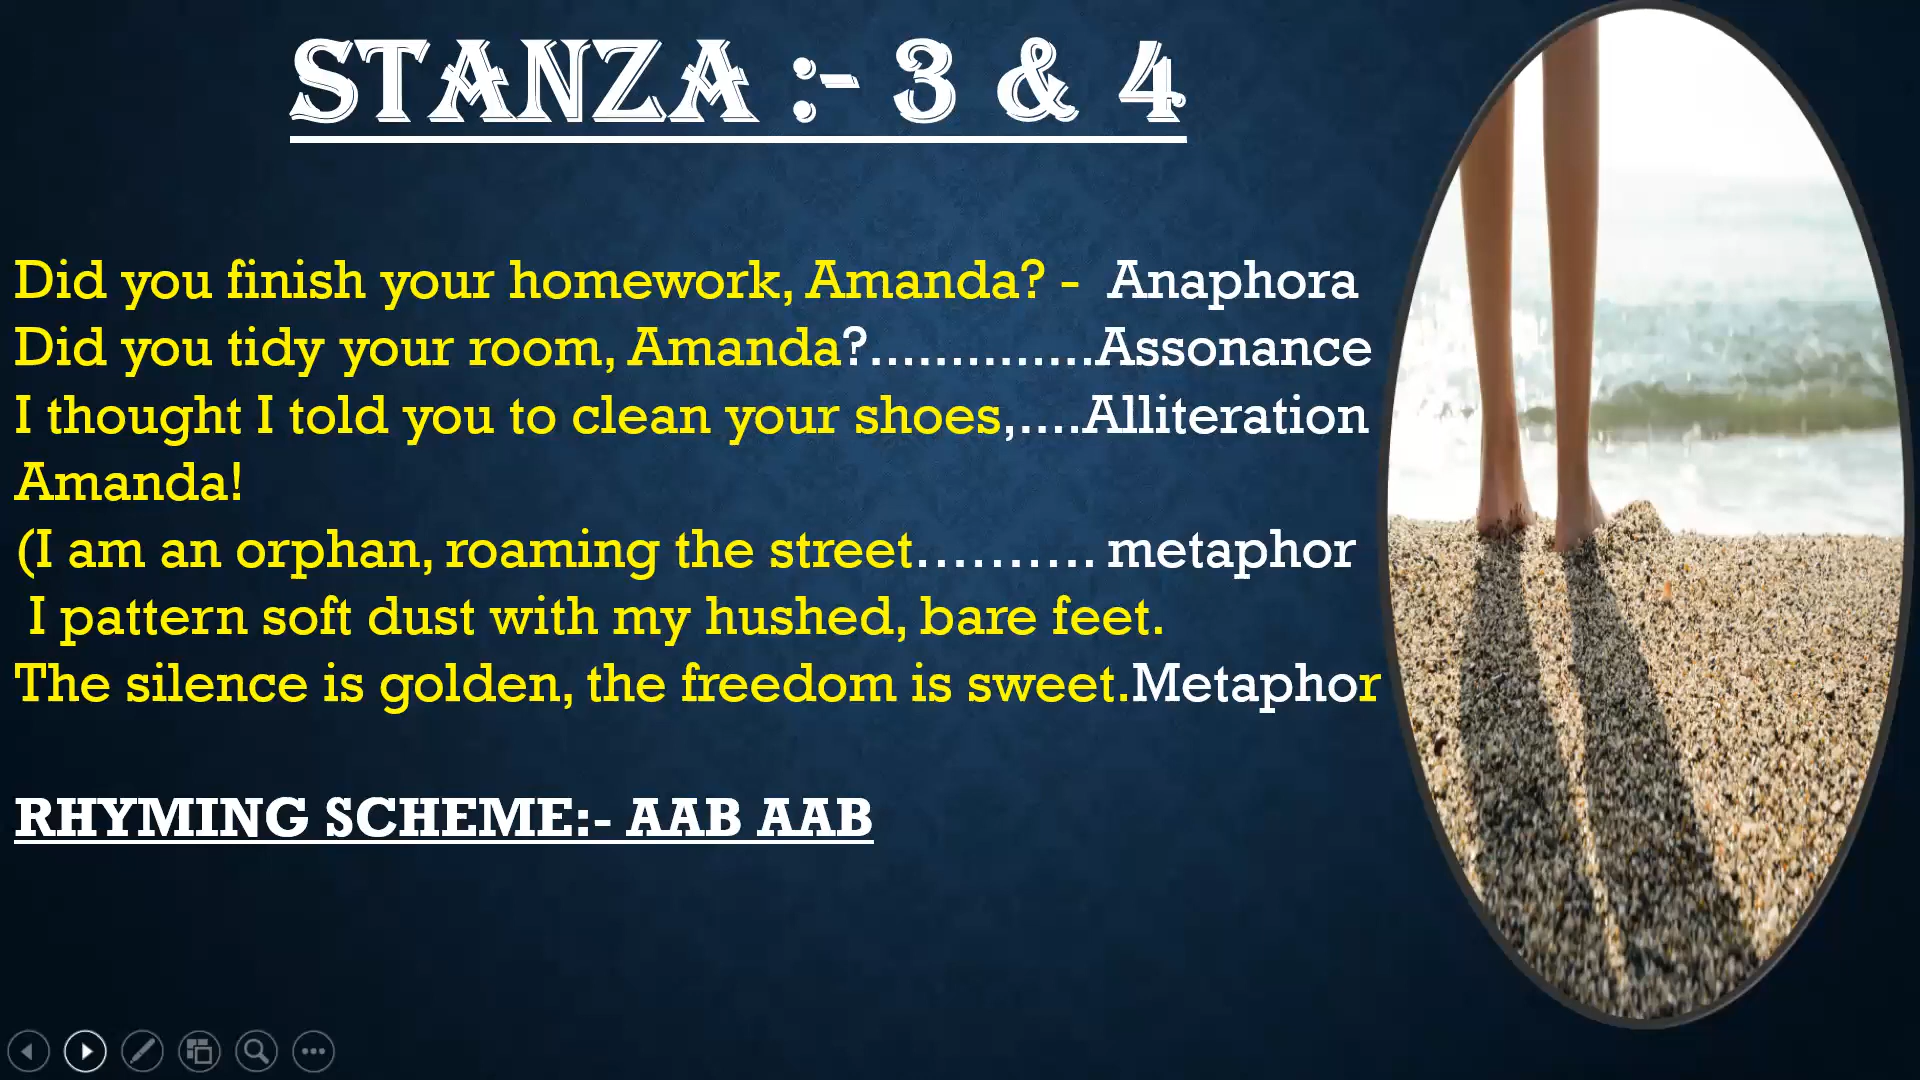 STANZA :- 3 & 4
Did you finish your homework, Amanda? - Anaphora
Did you tidy your room, Amanda?..............Assonance
I thought I told you to clean your shoes,....Alliteration
Amanda!
(I am an orphan, roaming the street.......... metaphor
I pattern soft dust with my hushed, bare feet.
The silence is golden, the freedom is sweet.Metaphor
RHYMING SCHEME:- AAB AAB